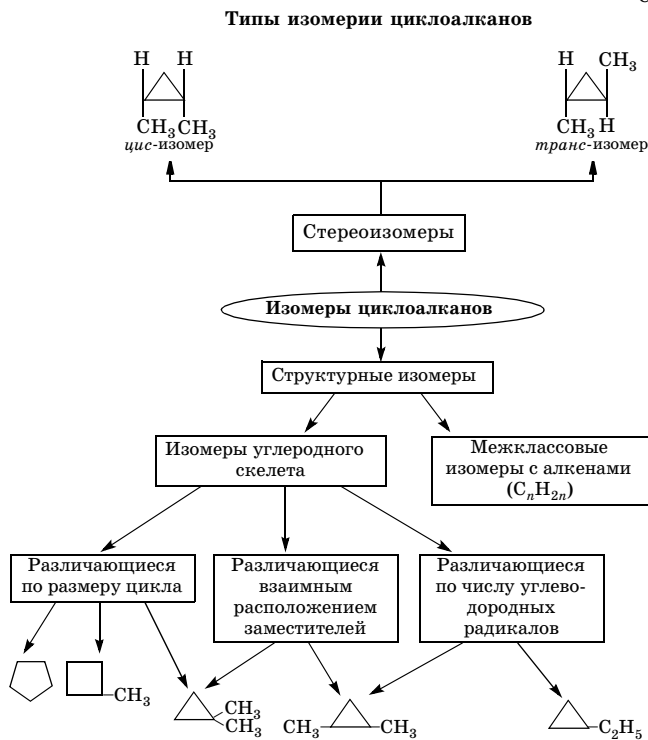 Типы изомерии циклоалканов
H H
CH₃CH₃
цис-изомер
H CH₃
CH₃ H
транс-изомер
Стереоизомеры
Изомеры циклоалканов
Структурные изомеры
Изомеры углеродного
скелета
Межклассовые
изомеры с алкенами
(CₙH₂ₙ)
Различающиеся
по размеру цикла
Различающиеся
взаимным
расположением
заместителей
Различающиеся
по числу углево-
дородных
радикалов
CH₃
CH₃
CH₃
CH₃ CH₃
C₂H₅